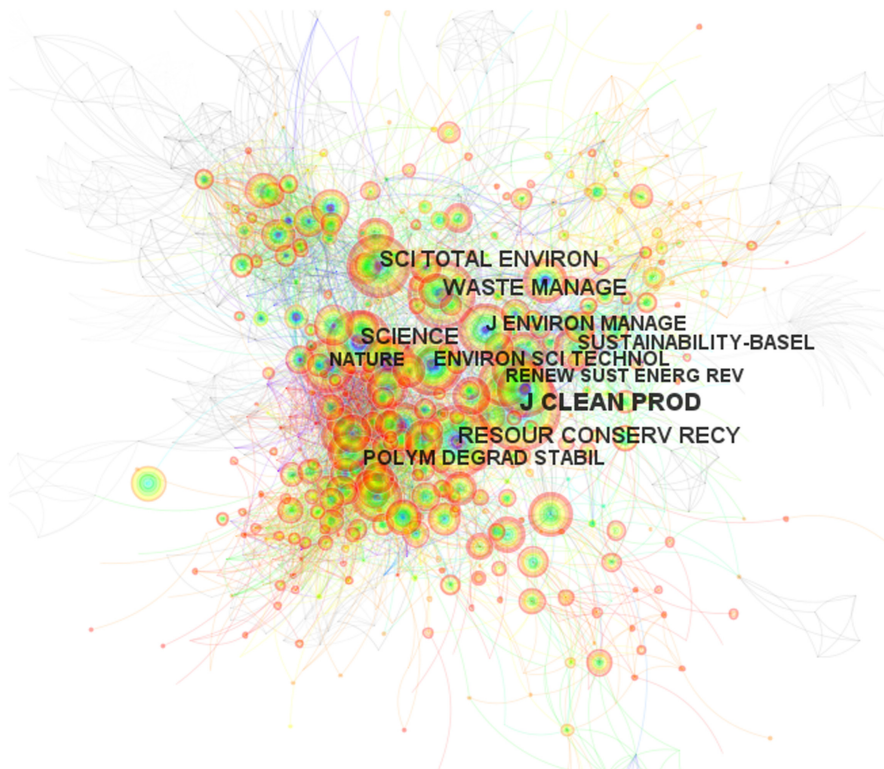 SCI TOTAL ENVIRON
WASTE MANAGE
J ENVIRON MANAGE
SCIENCE
SUSTAINABILITY-BASEL
NATURE
ENVIRON SCI TECHNOL
RENEW SUST ENERG REV
J CLEAN PROD
RESOUR CONSERV RECY
POLYM DEGRAD STABIL